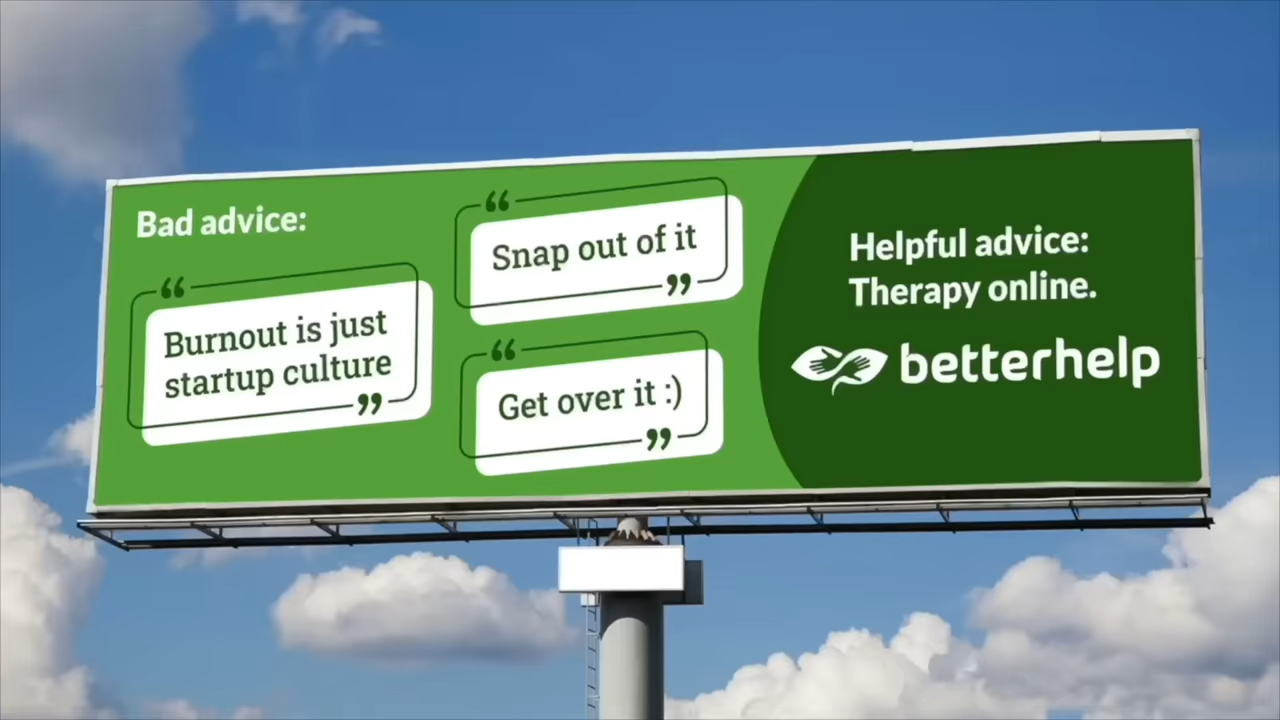 Bad advice:
“
Burnout is just
startup culture
”
“
Snap out of it
”
“
Get over it :)
”
Helpful advice:
Therapy online.
betterhelp